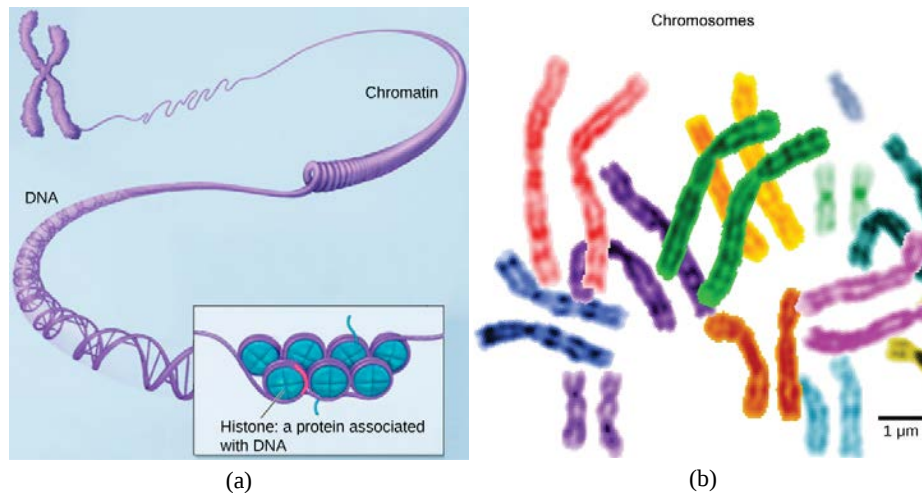 Chromatin
DNA
Histone: a protein associated
with DNA
(a)
Chromosomes
1 µm
(b)